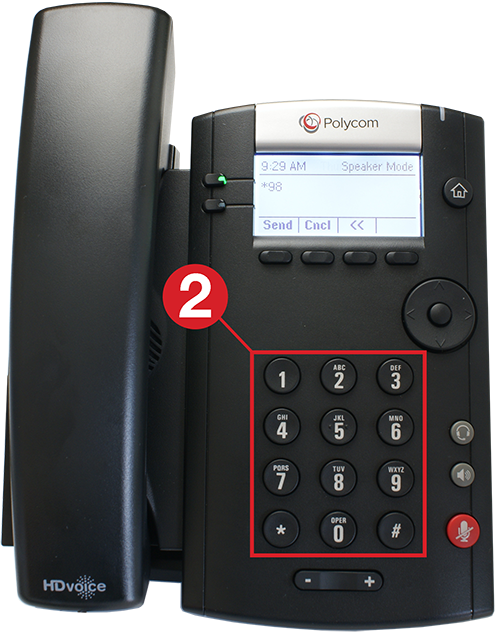 Polycom
9:29 AM Speaker Mode
*98
Send Cncl <<
2
1 ABC 2 DEF 3
GHI 4 JKL 5 MNO 6
PQRS 7 TUV 8 WXYZ 9
* OPER 0 #
- +
HDvoice